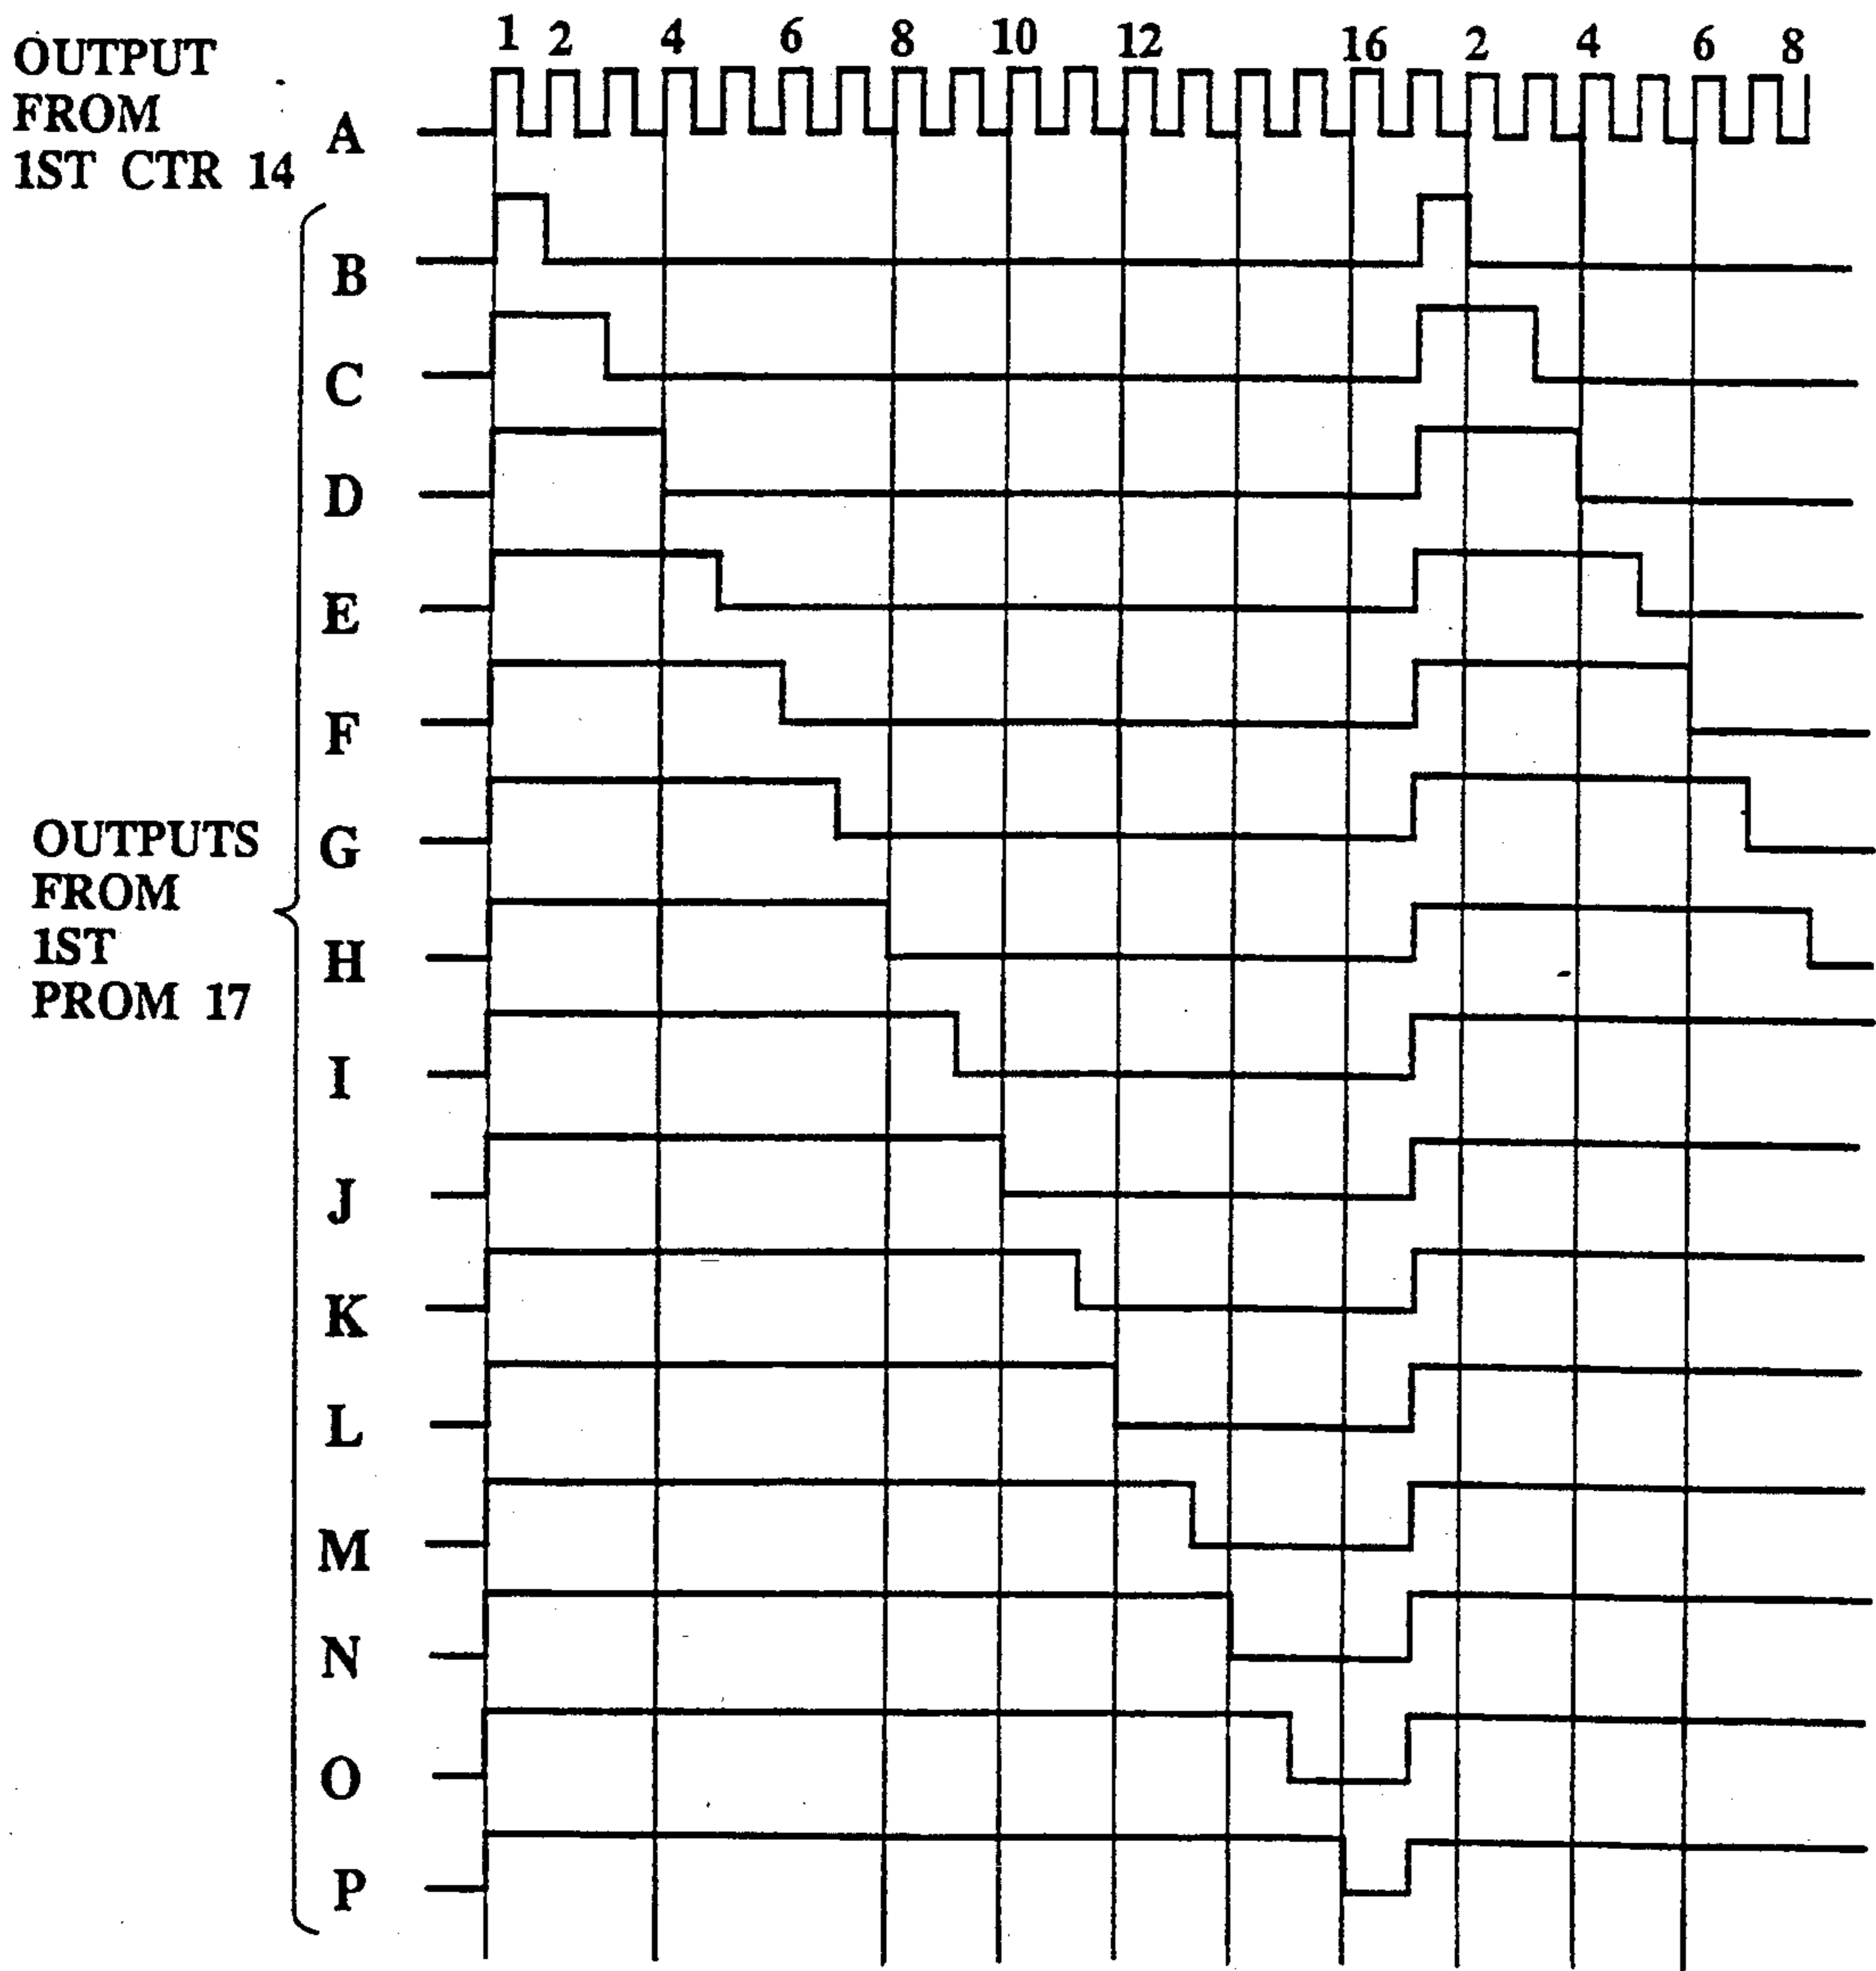 1 2 4 6 8 10 12 16 2 4 6 8
OUTPUT
FROM
1ST CTR 14
A
B
C
D
E
F
G
OUTPUTS
FROM
1ST
PROM 17
H
I
J
K
L
M
N
O
P